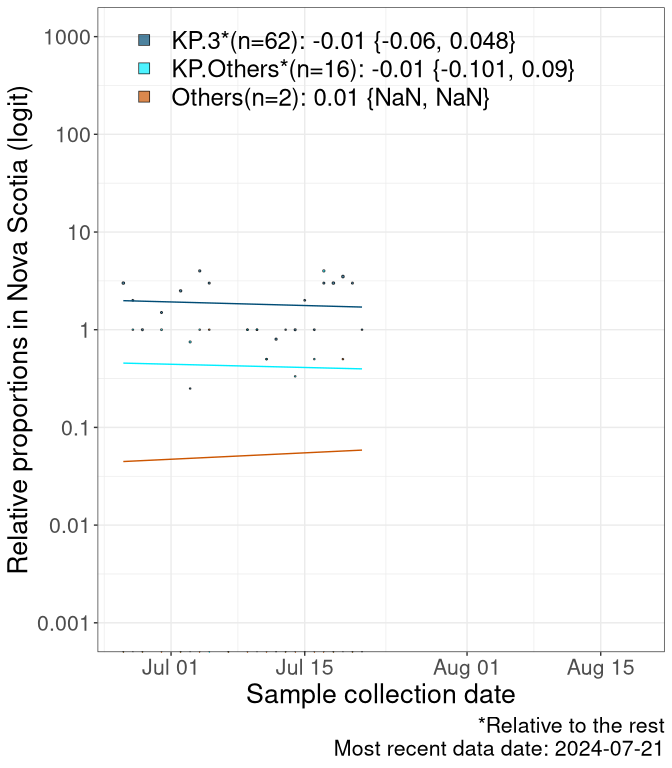 KP.3*(n=62): -0.01 {-0.06, 0.048}
KP.Others*(n=16): -0.01 {-0.101, 0.09}
Others(n=2): 0.01 {NaN, NaN}
Relative proportions in Nova Scotia (logit)
1000
100
10
1
0.1
0.01
0.001
Jul 01 Jul 15 Aug 01 Aug 15
Sample collection date
*Relative to the rest
Most recent data date: 2024-07-21